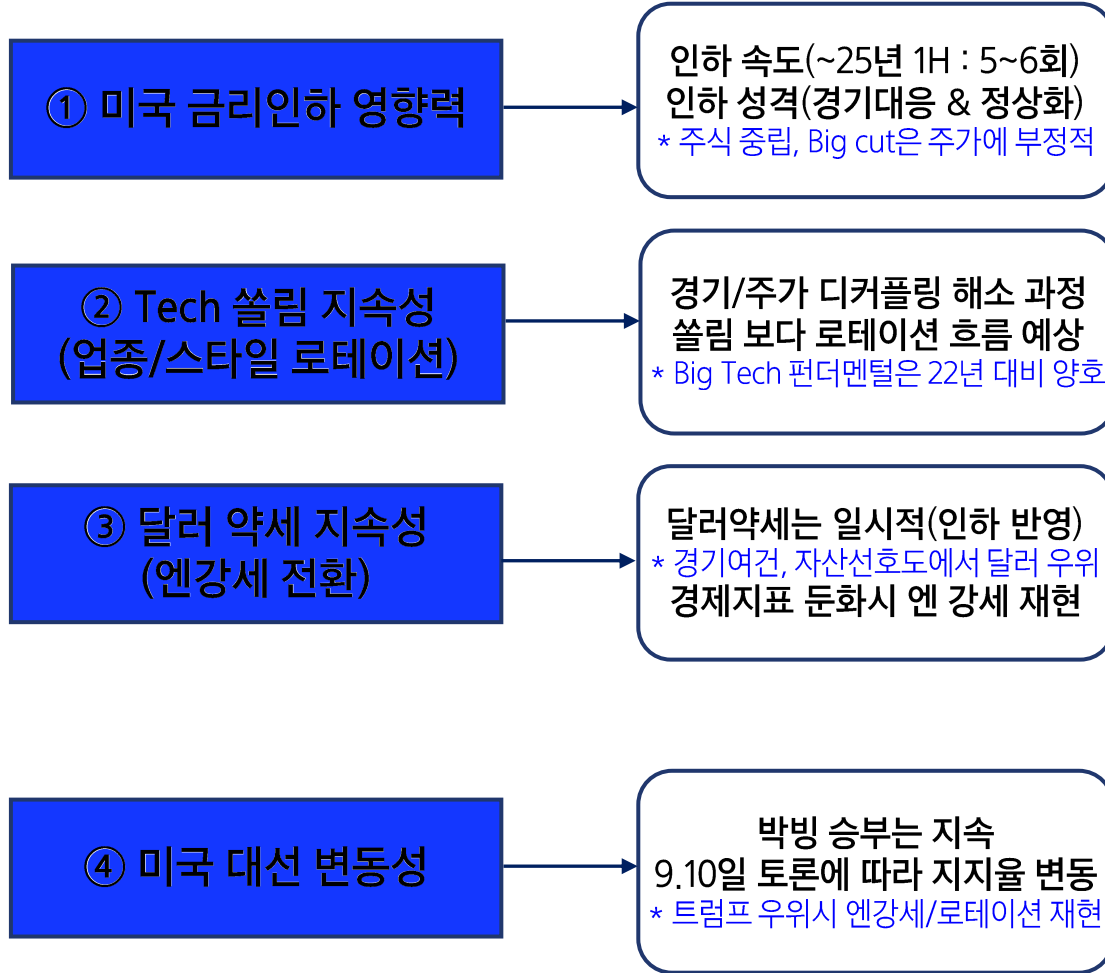 ① 미국 금리인하 영향력
인하 속도(~25년 1H : 5~6회)
인하 성격(경기대응 & 정상화)
* 주식 중립, Big cut은 주가에 부정적
② Tech 쏠림 지속성
(업종/스타일 로테이션)
경기/주가 디커플링 해소 과정
쏠림 보다 로테이션 흐름 예상
* Big Tech 펀더멘털은 22년 대비 양호
③ 달러 약세 지속성
(엔강세 전환)
달러약세는 일시적(인하 반영)
* 경기여건, 자산선호도에서 달러 우위
경제지표 둔화시 엔 강세 재현
④ 미국 대선 변동성
박빙 승부는 지속
9.10일 토론에 따라 지지율 변동
* 트럼프 우위시 엔강세/로테이션 재현